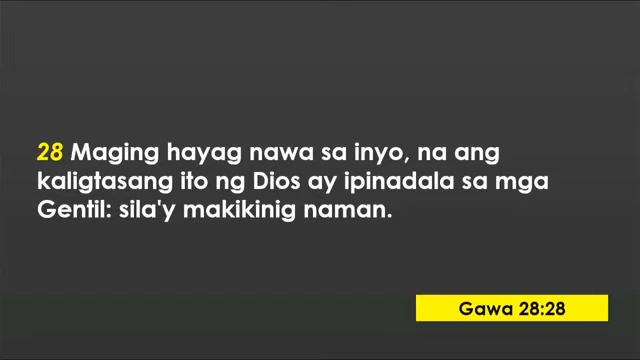 28 Maging hayag nawa sa inyo, na ang
kaligtasang ito ng Dios ay ipinadala sa mga
Gentil: sila'y makikinig naman.
Gawa 28:28